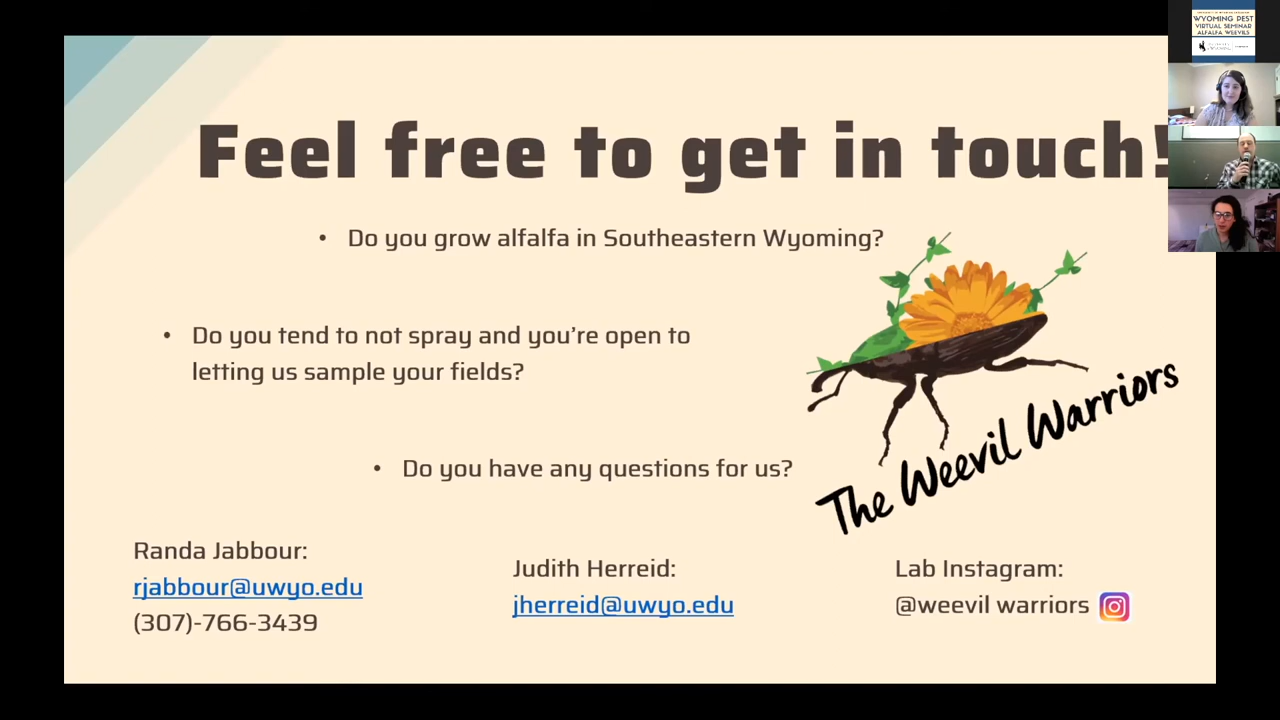 WYOMING PEST
VIRTUAL SEMINAR
ALFALFA WEEVILS
Feel free to get in touch!
• Do you grow alfalfa in Southeastern Wyoming?
• Do you tend to not spray and you’re open to
letting us sample your fields?
• Do you have any questions for us?
The Weevil Warriors
Randa Jabbour:
rjabbour@uwyo.edu
(307)-766-3439
Judith Herreid:
jherreid@uwyo.edu
Lab Instagram:
@weevil warriors